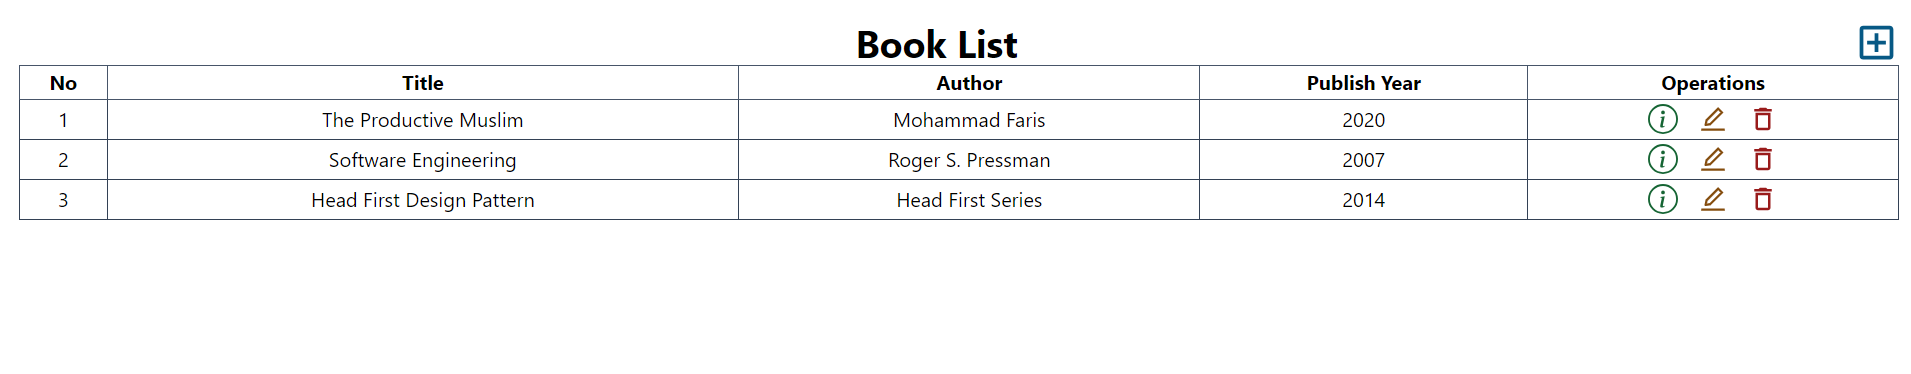 Book List
No Title Author Publish Year Operations
1 The Productive Muslim Mohammad Faris 2020
2 Software Engineering Roger S. Pressman 2007
3 Head First Design Pattern Head First Series 2014